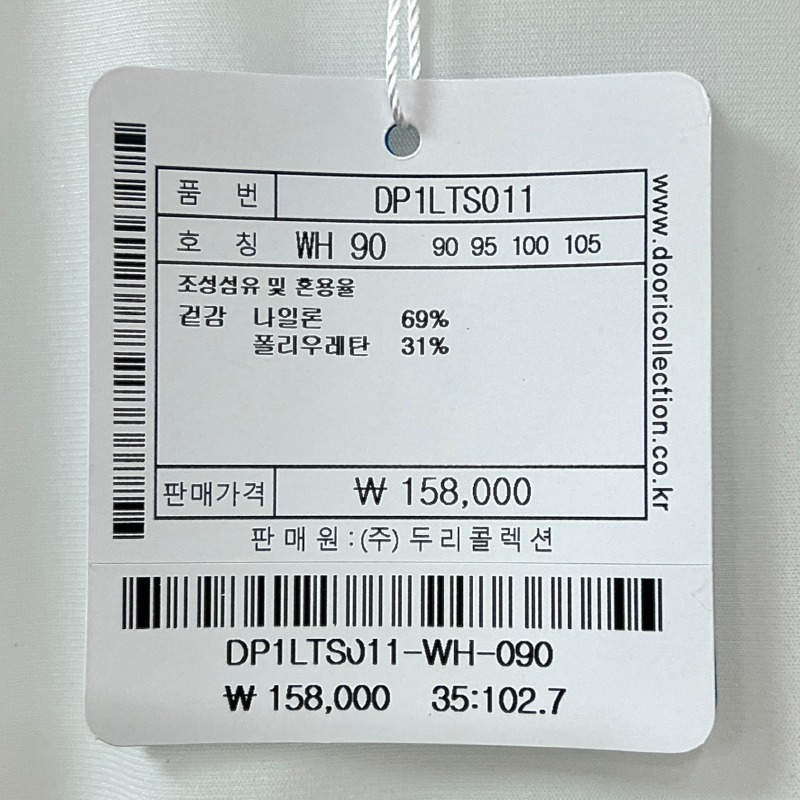 품 번 DP1LTS011
호 칭 WH 90 90 95 100 105
조성섬유 및 혼용율
겉감 나일론 69%
폴리우레탄 31%
판매가격 ₩ 158,000
판 매 원 : (주) 두 리 콜 렉 션
www.dooricollection.co.kr
DP1LTS011-WH-090
₩ 158,000 35:102.7